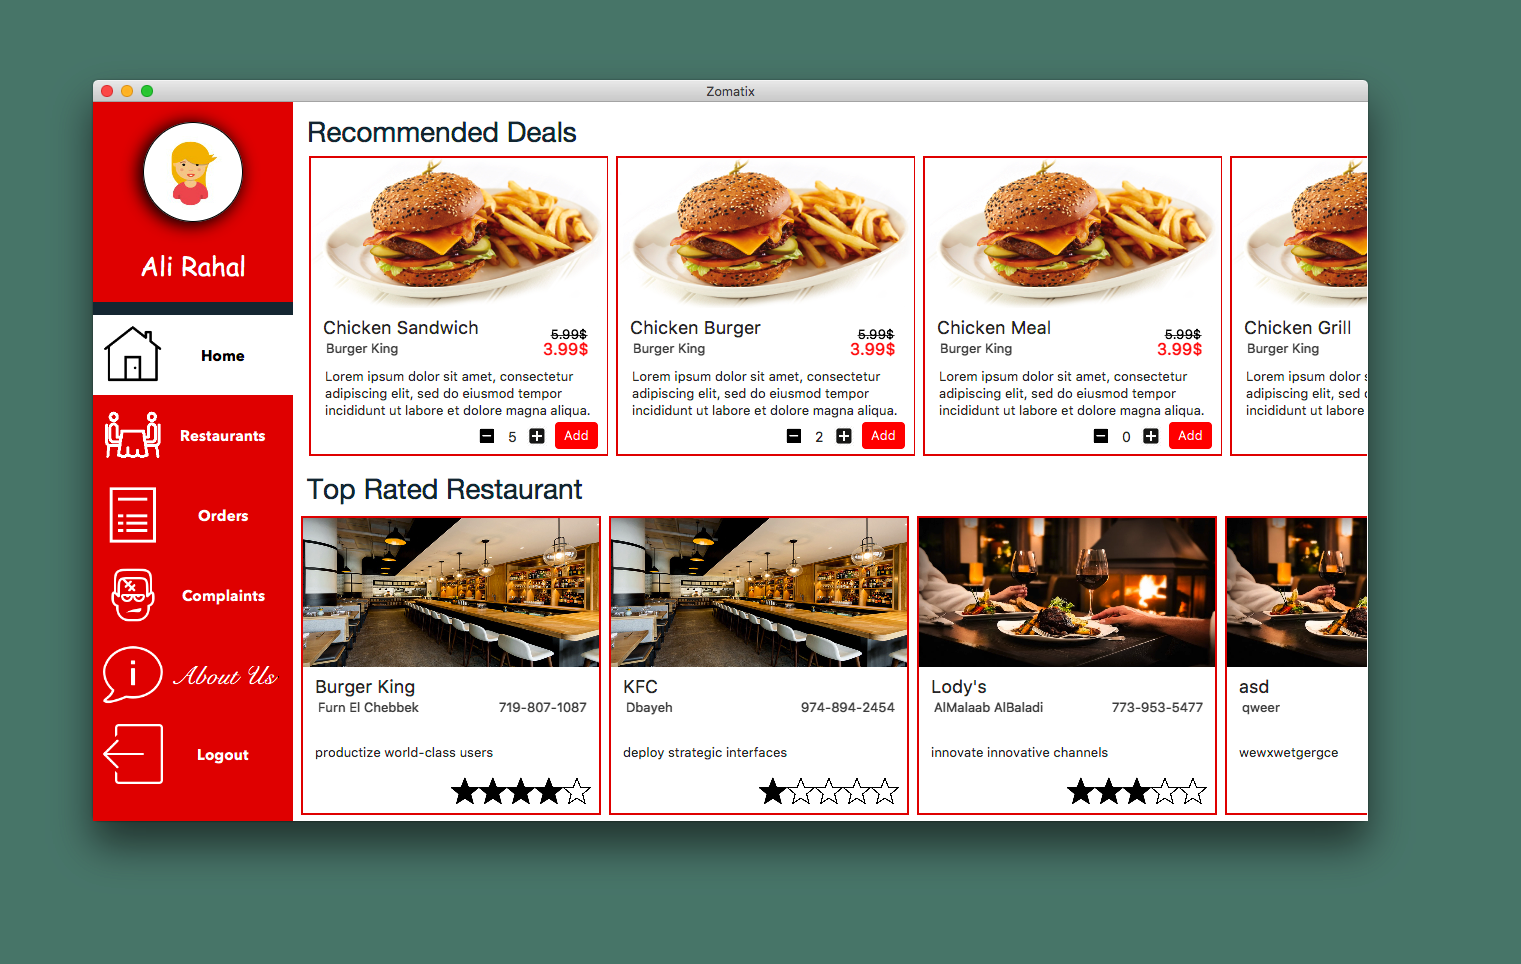 Zomatix
Ali Rahal
Home
Restaurants
Orders
Complaints
i
About Us
Logout
Recommended Deals
Chicken Sandwich
5.99$
Burger King
3.99$
Lorem ipsum dolor sit amet, consectetur
adipiscing elit, sed do eiusmod tempor
incididunt ut labore et dolore magna aliqua.
5
Add
Chicken Burger
5.99$
Burger King
3.99$
Lorem ipsum dolor sit amet, consectetur
adipiscing elit, sed do eiusmod tempor
incididunt ut labore et dolore magna aliqua.
2
Add
Chicken Meal
5.99$
Burger King
3.99$
Lorem ipsum dolor sit amet, consectetur
adipiscing elit, sed do eiusmod tempor
incididunt ut labore et dolore magna aliqua.
0
Add
Chicken Grill
Burger King
Lorem ipsum dolor
adipiscing elit, sed
incididunt ut labore
Top Rated Restaurant
Burger King
Furn El Chebbek 719-807-1087
productize world-class users
KFC
Dbayeh 974-894-2454
deploy strategic interfaces
Lody's
AlMalaab AlBaladi 773-953-5477
innovate innovative channels
asd
qweer
wewxwetgergce